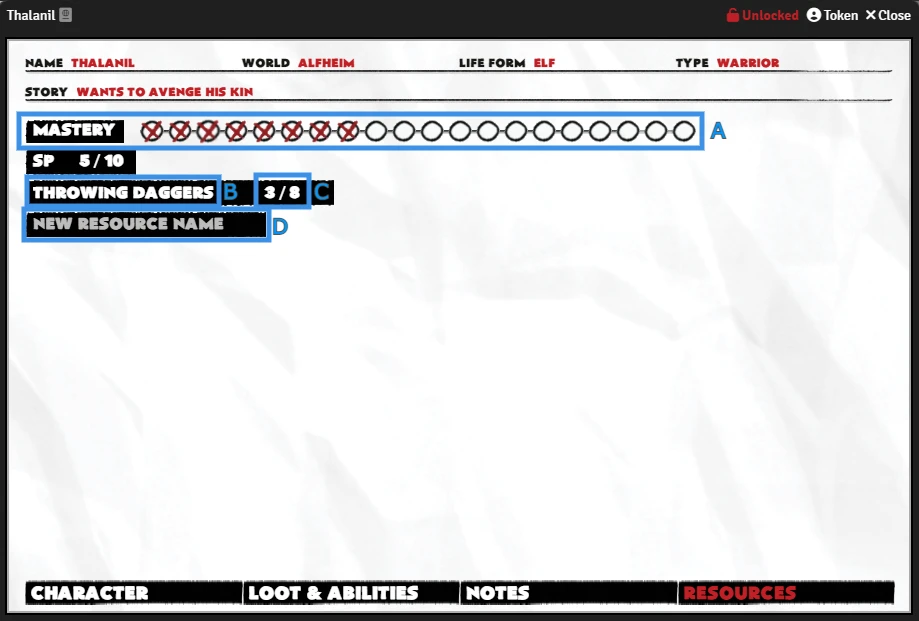 Thalanil Unlocked Token Close
NAME THALANIL WORLD ALFHEIM LIFE FORM ELF TYPE WARRIOR
STORY WANTS TO AVENGE HIS KIN
MASTERY A
SP 5 / 10
THROWING DAGGERS B 3 / 8 C
NEW RESOURCE NAME D
CHARACTER LOOT & ABILITIES NOTES RESOURCES